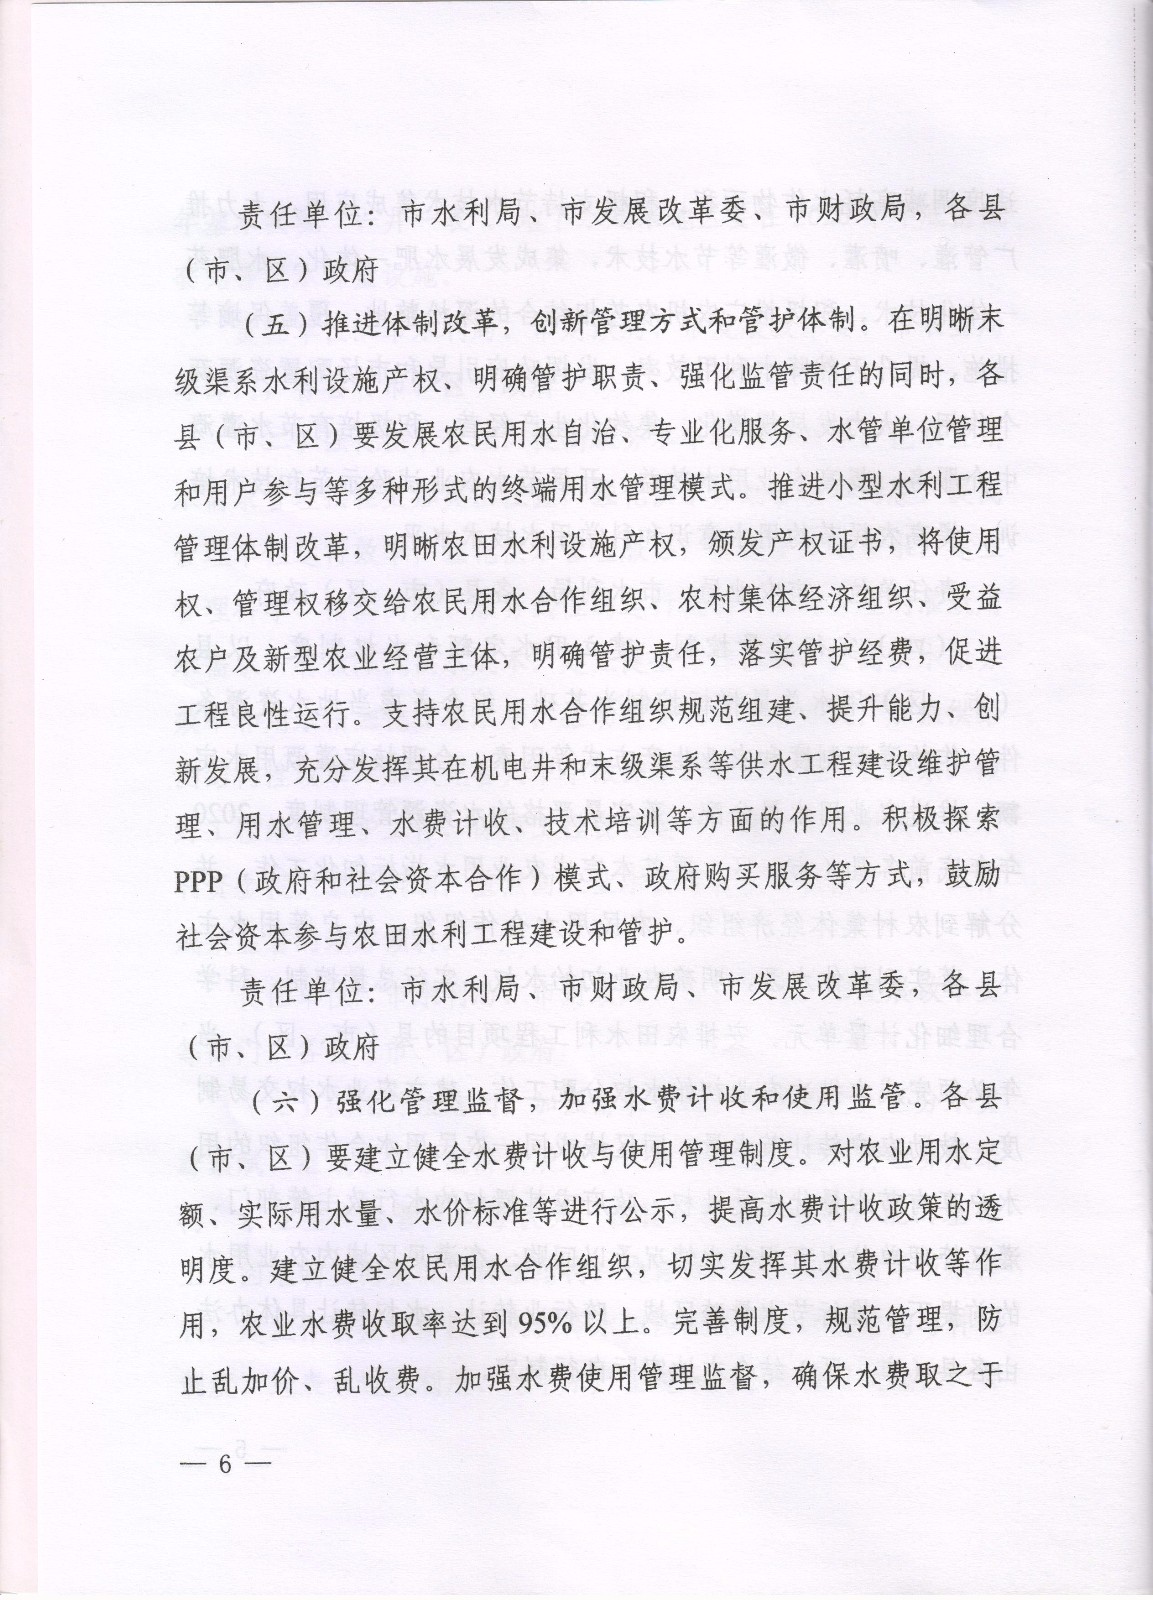 责任单位：市水利局、市发展改革委、市财政局，各县
（市、区）政府
（五）推进体制改革，创新管理方式和管护体制。在明晰末
级渠系水利设施产权、明确管护职责、强化监管责任的同时，各
县（市、区）要发展农民用水自治、专业化服务、水管单位管理
和用户参与等多种形式的终端用水管理模式。推进小型水利工程
管理体制改革，明晰农田水利设施产权，颁发产权证书，将使用
权、管理权移交给农民用水合作组织、农村集体经济组织、受益
农户及新型农业经营主体，明确管护责任，落实管护经费，促进
工程良性运行。支持农民用水合作组织规范组建、提升能力、创
新发展，充分发挥其在机电井和末级渠系等供水工程建设维护管
理、用水管理、水费计收、技术培训等方面的作用。积极探索
PPP（政府和社会资本合作）模式、政府购买服务等方式，鼓励
社会资本参与农田水利工程建设和管护。
责任单位：市水利局、市财政局、市发展改革委，各县
（市、区）政府
（六）强化管理监督，加强水费计收和使用监管。各县
（市、区）要建立健全水费计收与使用管理制度。对农业用水定
额、实际用水量、水价标准等进行公示，提高水费计收政策的透
明度。建立健全农民用水合作组织，切实发挥其水费计收等作
用，农业水费收取率达到 95% 以上。完善制度，规范管理，防
止乱加价、乱收费。加强水费使用管理监督，确保水费取之于
— 6 —